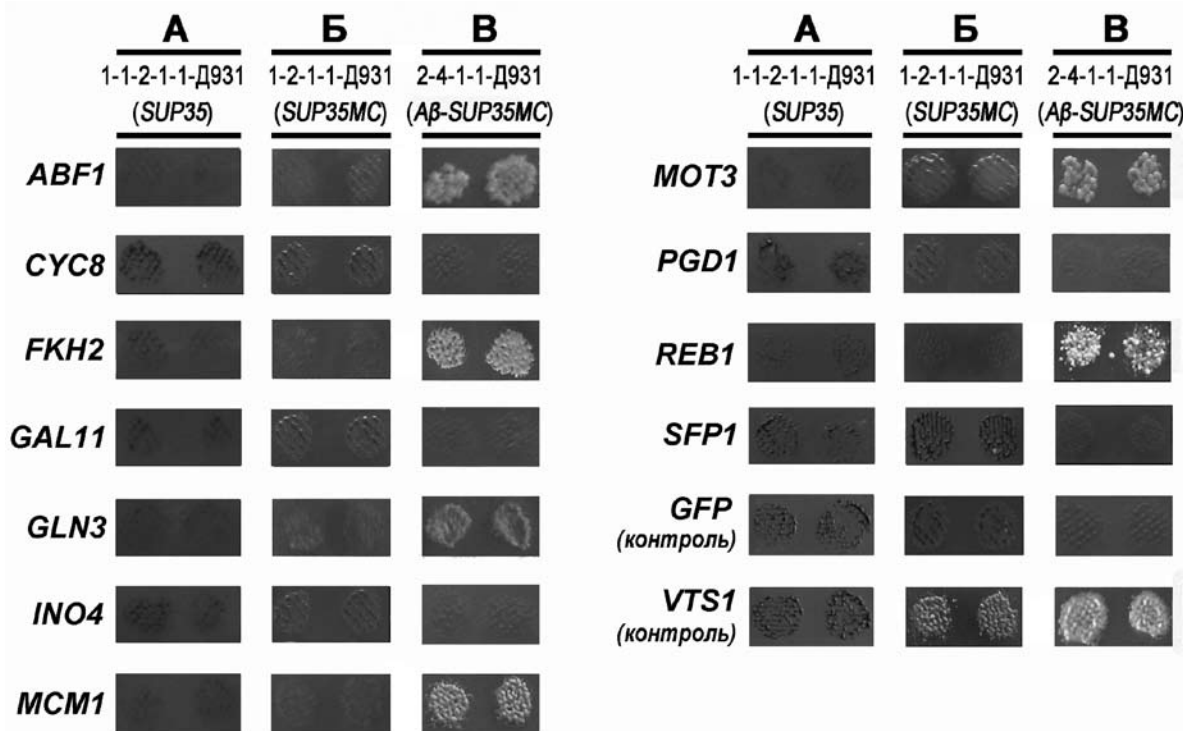 А Б В
1-1-2-1-1-Д931 1-2-1-1-Д931 2-4-1-1-Д931
(SUP35) (SUP35MC) (Aβ-SUP35MC)
ABF1
CYC8
FKH2
GAL11
GLN3
INO4
MCM1
А Б В
1-1-2-1-1-Д931 1-2-1-1-Д931 2-4-1-1-Д931
(SUP35) (SUP35MC) (Aβ-SUP35MC)
MOT3
PGD1
REB1
SFP1
GFP
(контроль)
VTS1
(контроль)